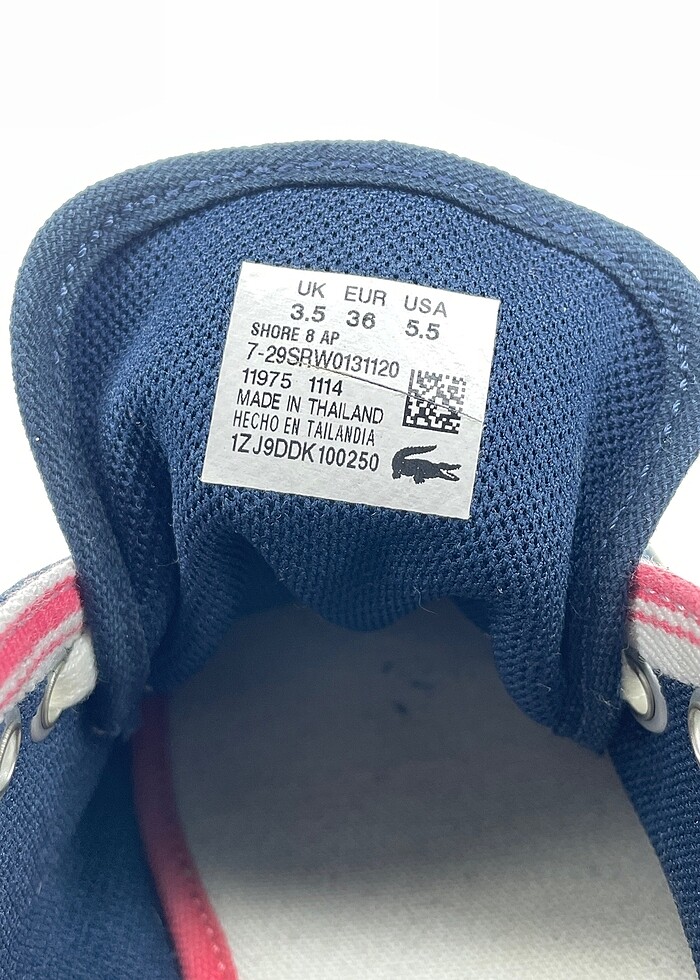 UK EUR USA
3.5 36 5.5
SHORE 8 AP
7-29SRW0131120
11975 1114
MADE IN THAILAND
HECHO EN TAILANDIA
1ZJ9DDK100250